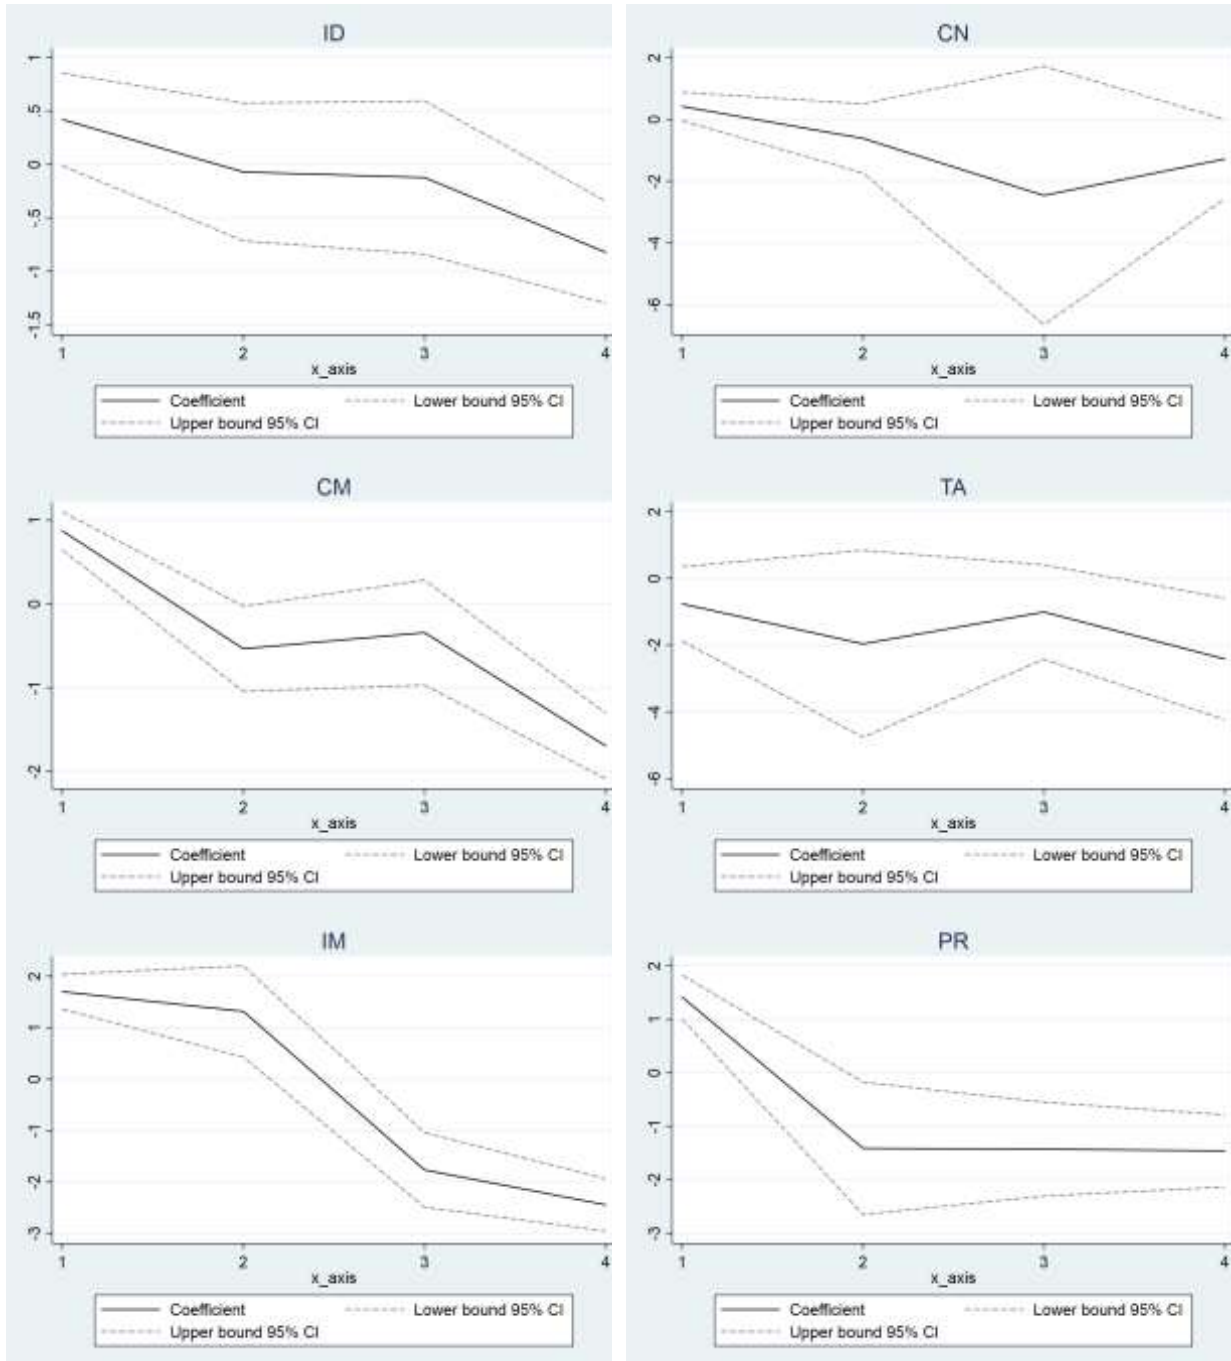 ID
1
.5
0
-.5
-1
-1.5
1 2 3 4
x_axis
Coefficient Lower bound 95% CI
Upper bound 95% CI
CN
2
0
-2
-4
-6
1 2 3 4
x_axis
Coefficient Lower bound 95% CI
Upper bound 95% CI
CM
1
0
-1
-2
1 2 3 4
x_axis
Coefficient Lower bound 95% CI
Upper bound 95% CI
TA
2
0
-2
-4
-6
1 2 3 4
x_axis
Coefficient Lower bound 95% CI
Upper bound 95% CI
IM
2
1
0
-1
-2
-3
1 2 3 4
x_axis
Coefficient Lower bound 95% CI
Upper bound 95% CI
PR
2
1
0
-1
-2
-3
1 2 3 4
x_axis
Coefficient Lower bound 95% CI
Upper bound 95% CI